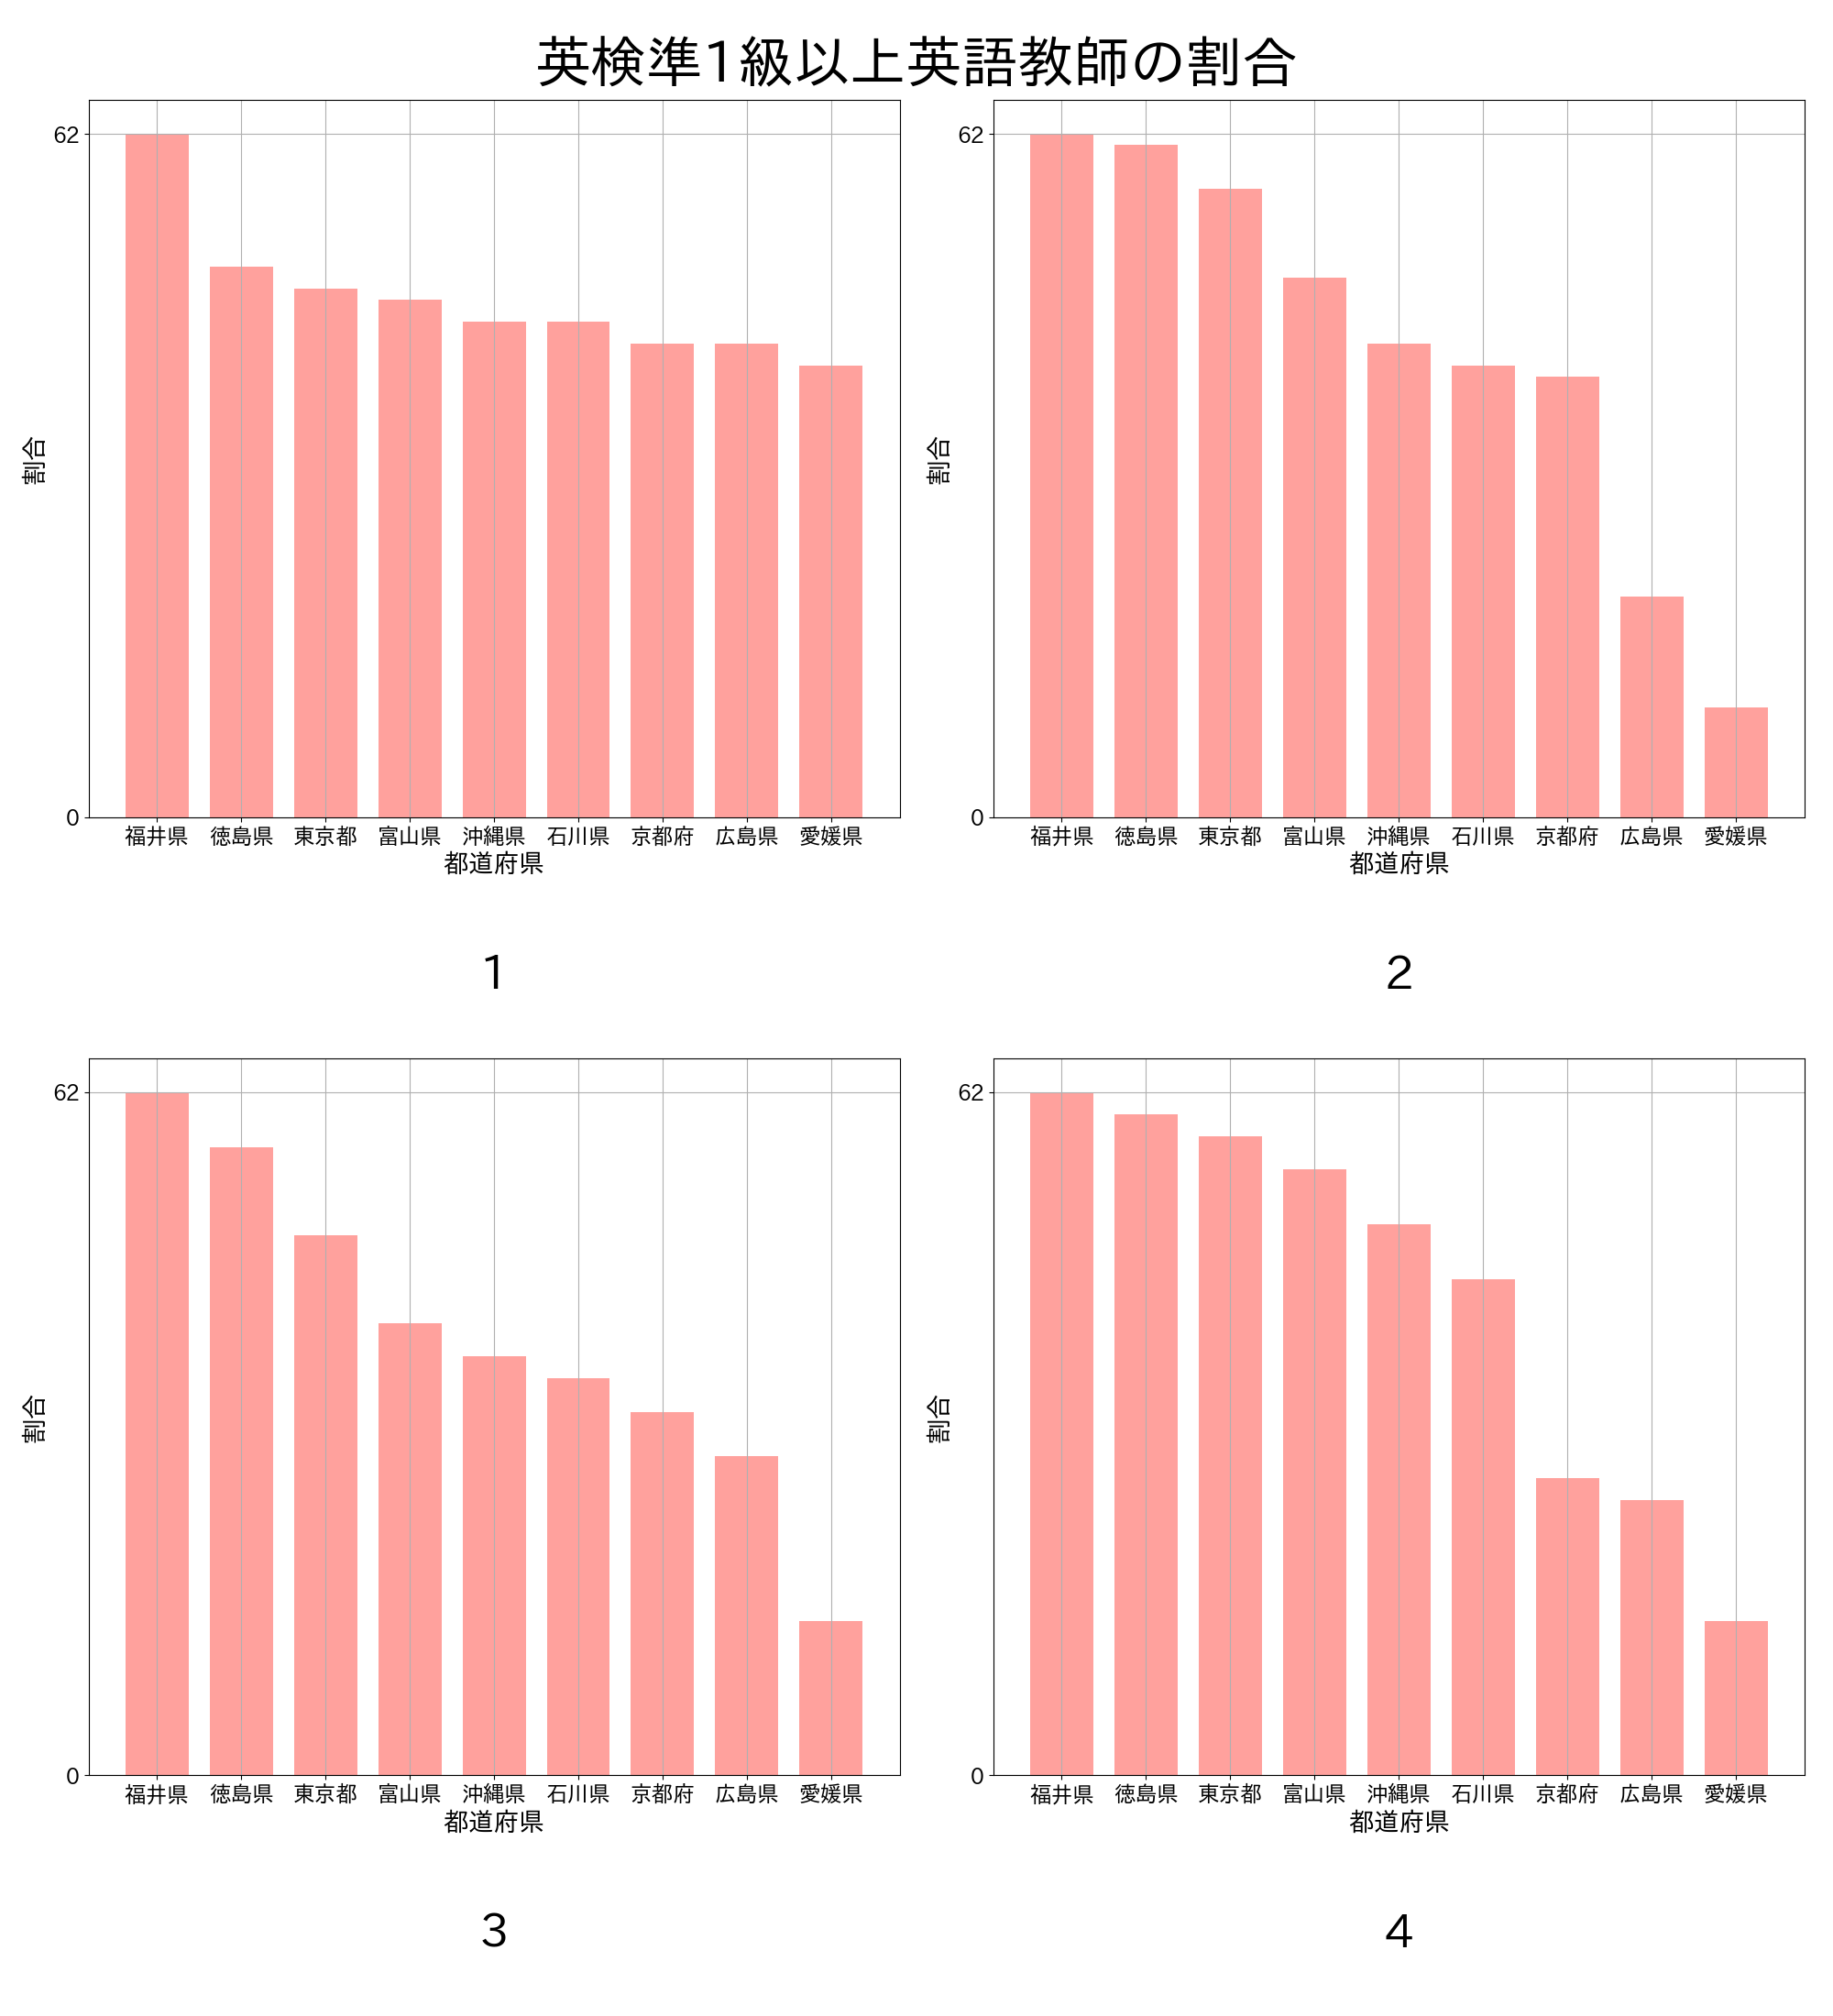 英検準1級以上英語教師の割合
62
0
割合
福井県 徳島県 東京都 富山県 沖縄県 石川県 京都府 広島県 愛媛県
都道府県
1
62
0
割合
福井県 徳島県 東京都 富山県 沖縄県 石川県 京都府 広島県 愛媛県
都道府県
2
62
0
割合
福井県 徳島県 東京都 富山県 沖縄県 石川県 京都府 広島県 愛媛県
都道府県
3
62
0
割合
福井県 徳島県 東京都 富山県 沖縄県 石川県 京都府 広島県 愛媛県
都道府県
4